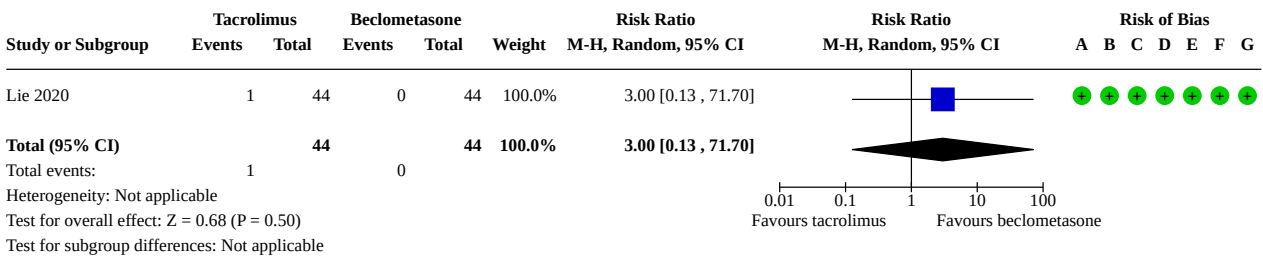 Tacrolimus Beclometasone Risk Ratio Risk Ratio Risk of Bias
Study or Subgroup Events Total Events Total Weight M-H, Random, 95% CI M-H, Random, 95% CI A B C D E F G
Lie 2020 1 44 0 44 100.0% 3.00 [0.13 , 71.70] + + + + + + +
Total (95% CI) 44 44 100.0% 3.00 [0.13 , 71.70]
Total events: 1 0
Heterogeneity: Not applicable
0.01 0.1 1 10 100
Test for overall effect: Z = 0.68 (P = 0.50)
Favours tacrolimus Favours beclometasone
Test for subgroup differences: Not applicable